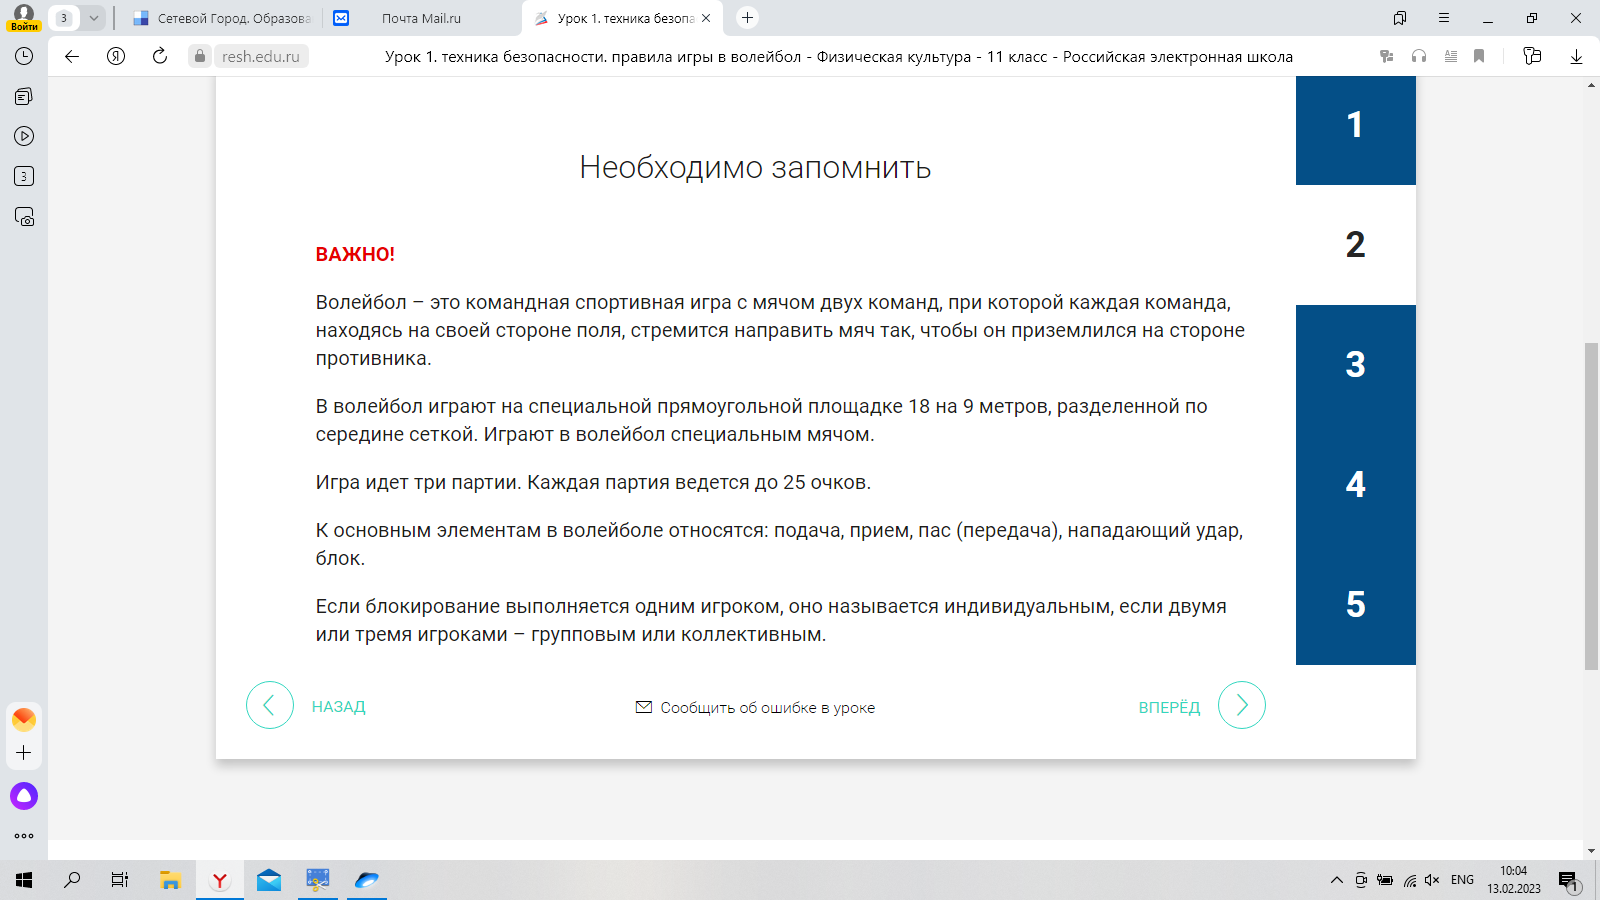 Войти
3
Сетевой Город. Образова
Почта Mail.ru
Урок 1. техника безопа
resh.edu.ru
Урок 1. техника безопасности. правила игры в волейбол - Физическая культура - 11 класс - Российская электронная школа
3
1
2
3
4
5
Необходимо запомнить
ВАЖНО!
Волейбол – это командная спортивная игра с мячом двух команд, при которой каждая команда,
находясь на своей стороне поля, стремится направить мяч так, чтобы он приземлился на стороне
противника.
В волейбол играют на специальной прямоугольной площадке 18 на 9 метров, разделенной по
середине сеткой. Играют в волейбол специальным мячом.
Игра идет три партии. Каждая партия ведется до 25 очков.
К основным элементам в волейболе относятся: подача, прием, пас (передача), нападающий удар,
блок.
Если блокирование выполняется одним игроком, оно называется индивидуальным, если двумя
или тремя игроками – групповым или коллективным.
НАЗАД
Сообщить об ошибке в уроке
ВПЕРЁД
ENG
10:04
13.02.2023
1